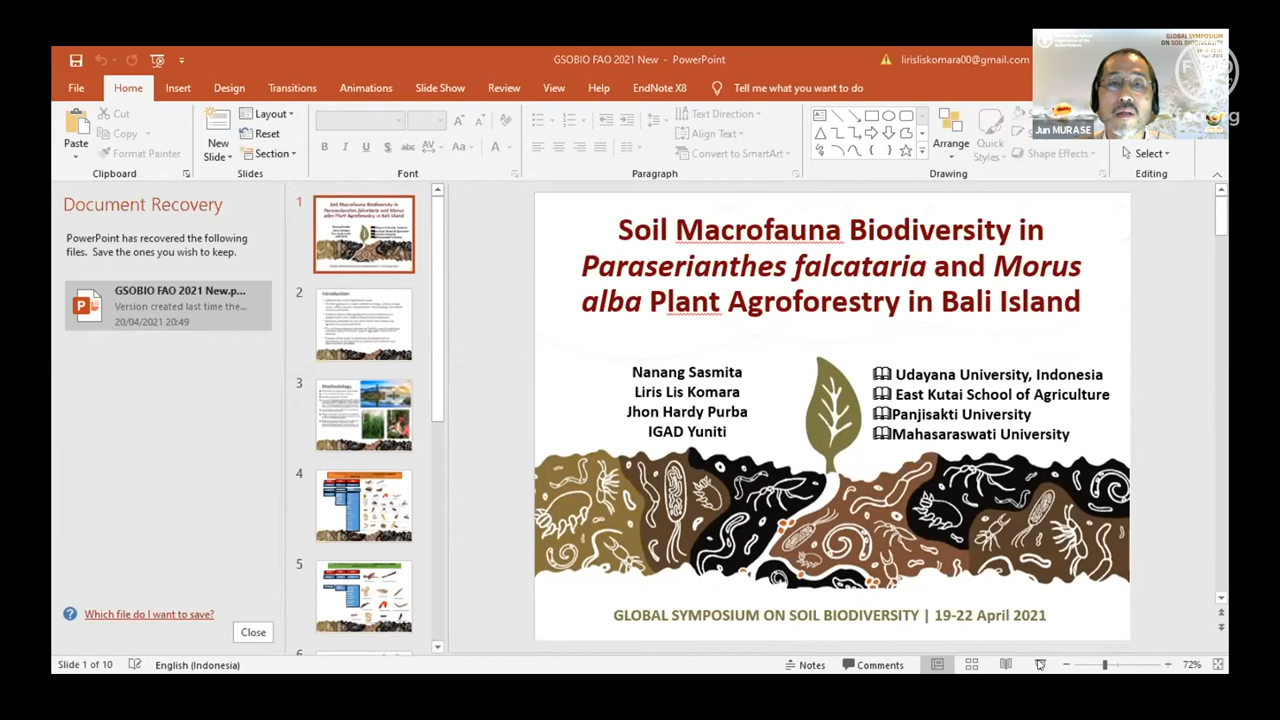 GSOBIO FAO 2021 New - PowerPoint
lirisliskomara00@gmail.com
GLOBAL SYMPOSIUM
ON SOIL BIODIVERSITY
Jun MURASE
File Home Insert Design Transitions Animations Slide Show Review View Help EndNote X8 Tell me what you want to do
Paste
Cut
Copy
Format Painter
Clipboard
New
Slide
Layout
Reset
Section
Slides
Font
Text Direction
Align Text
Convert to SmartArt
Paragraph
Arrange
Quick
Styles
Shape Effects
Drawing
Select
Editing
Document Recovery
PowerPoint has recovered the following
files. Save the ones you wish to keep.
GSOBIO FAO 2021 New.p...
Version created last time the...
20/04/2021 20:49
Which file do I want to save?
Close
1
2
Introduction
3
Methodology
4
5
Soil Macrofauna Biodiversity in
Paraserianthes falcataria and Morus
alba Plant Agroforestry in Bali Island
Nanang Sasmita
Liris Lis Komara
Jhon Hardy Purba
IGAD Yuniti
Udayana University, Indonesia
East Kutai School of Agriculture
Panjisakti University
Mahasaraswati University
GLOBAL SYMPOSIUM ON SOIL BIODIVERSITY | 19-22 April 2021
Slide 1 of 10 English (Indonesia) Notes Comments 72%